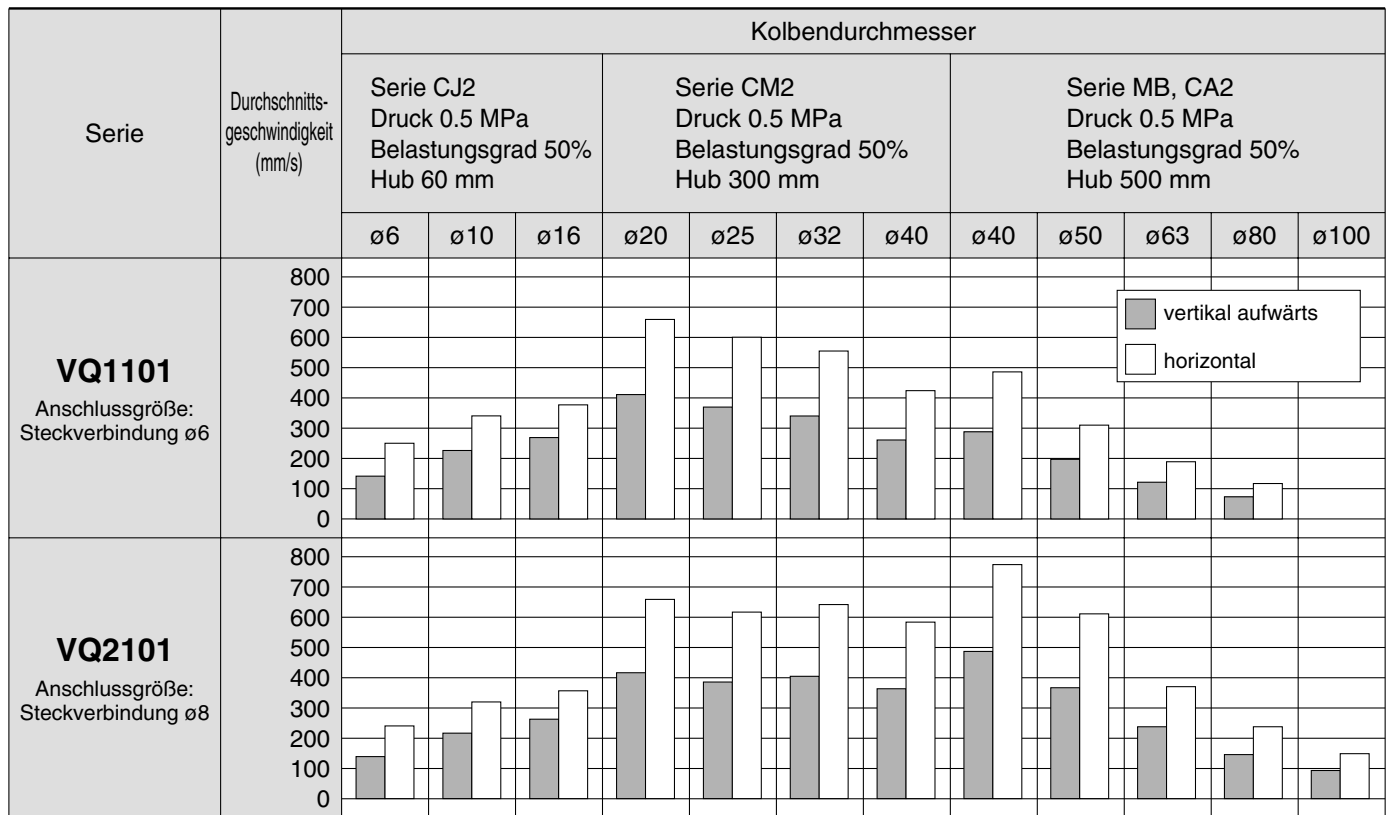 Kolbendurchmesser
Serie
Durchschnitts-
geschwindigkeit
(mm/s)
Serie CJ2
Druck 0.5 MPa
Belastungsgrad 50%
Hub 60 mm
Serie CM2
Druck 0.5 MPa
Belastungsgrad 50%
Hub 300 mm
Serie MB, CA2
Druck 0.5 MPa
Belastungsgrad 50%
Hub 500 mm
ø6 ø10 ø16 ø20 ø25 ø32 ø40 ø40 ø50 ø63 ø80 ø100
VQ1101
Anschlussgröße:
Steckverbindung ø6
800
700
600
500
400
300
200
100
0
vertikal aufwärts
horizontal
VQ2101
Anschlussgröße:
Steckverbindung ø8
800
700
600
500
400
300
200
100
0